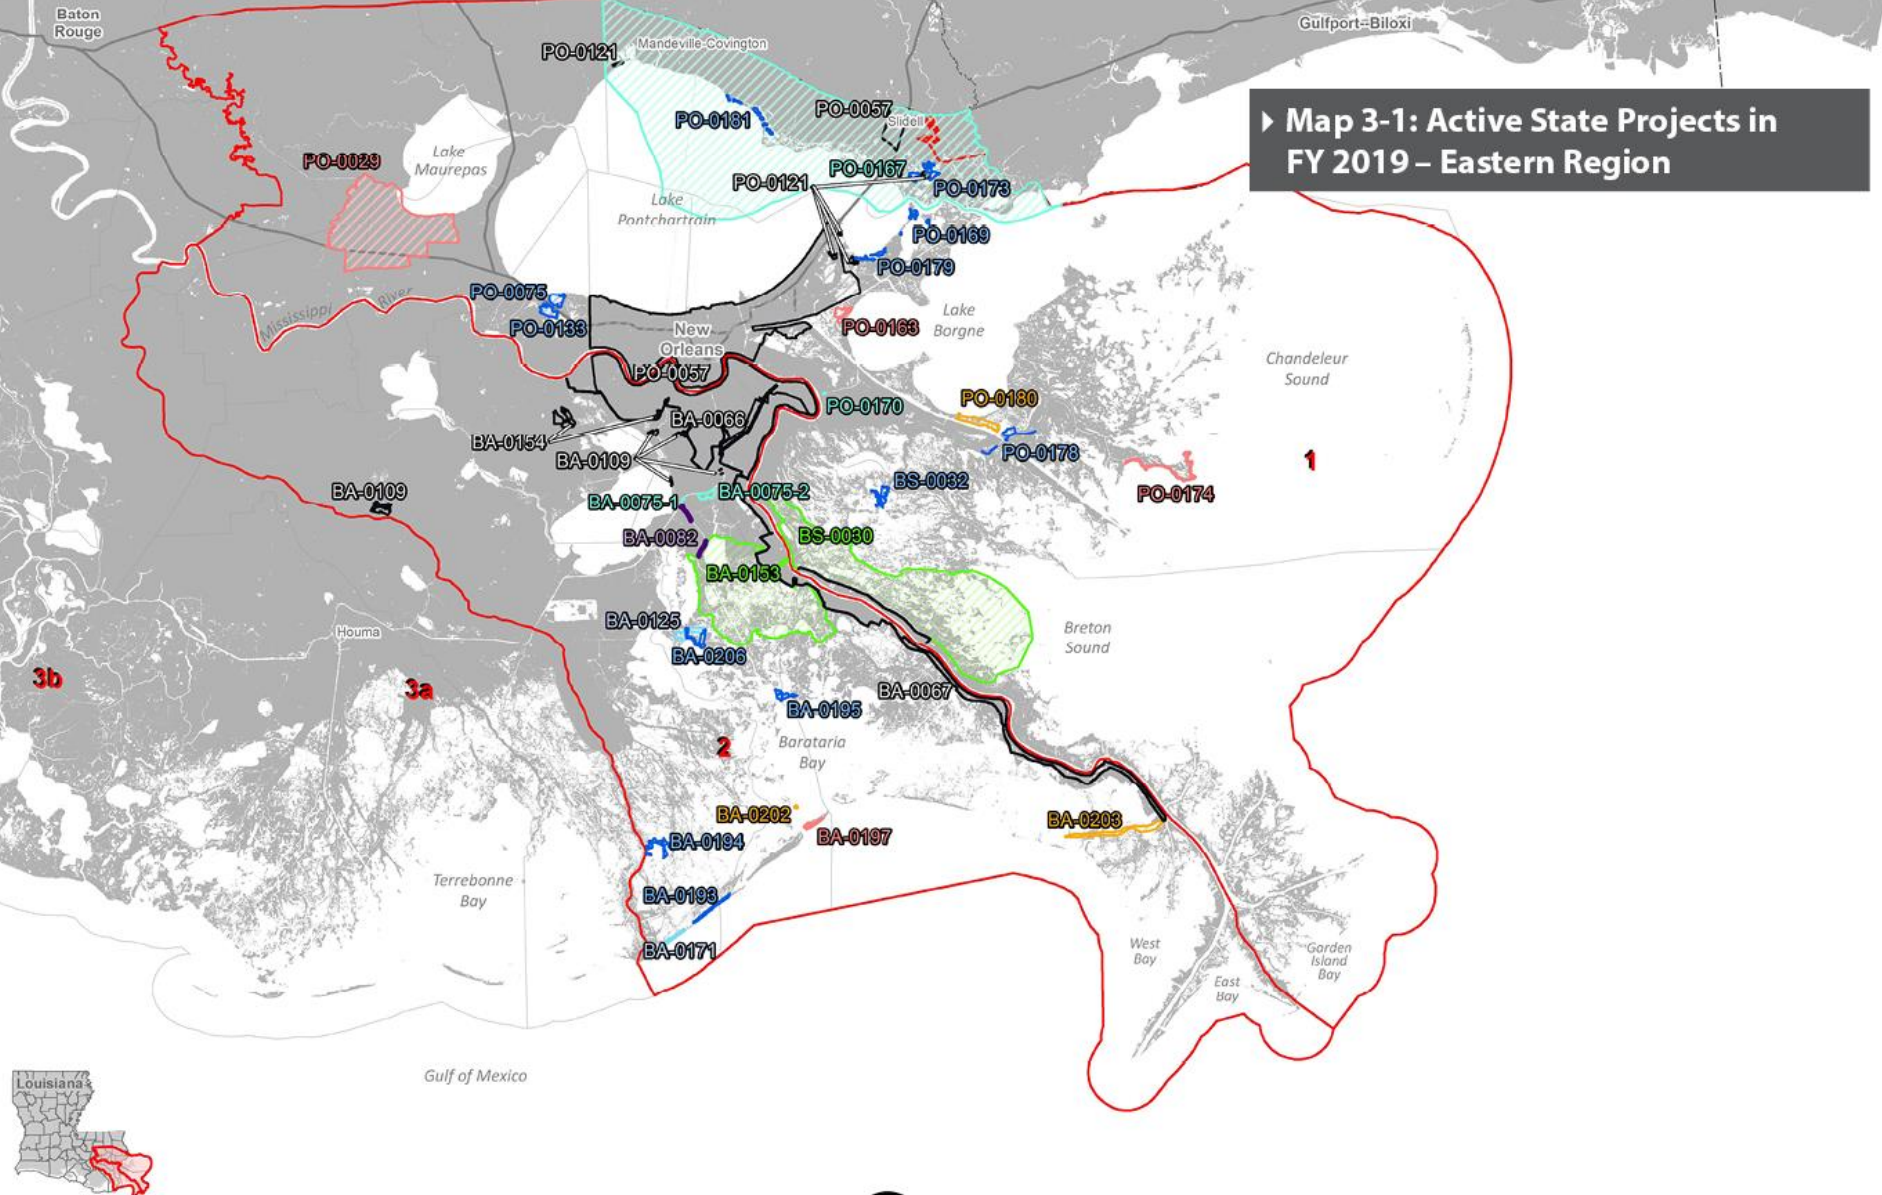 Baton
Rouge
Gulfport--Biloxi
PO-0121
Mandeville-Covington
Map 3-1: Active State Projects in
FY 2019 – Eastern Region
PO-0181
PO-0057
Slidell
PO-0029
Lake
Maurepas
PO-0167
PO-0121
PO-0173
Lake
Pontchartrain
PO-0169
PO-0179
PO-0075
Mississippi River
PO-0133
New
Orleans
PO-0163
Lake
Borgne
Chandeleur
Sound
PO-0057
PO-0180
PO-0170
BA-0066
BA-0154
BA-0109
PO-0178
1
BA-0109
BS-0032
PO-0174
BA-0075-1
BA-0075-2
BA-0082
BS-0030
BA-0153
BA-0125
Houma
Breton
Sound
BA-0206
3b
3a
BA-0067
BA-0195
2
Barataria
Bay
BA-0202
BA-0203
BA-0197
BA-0194
Terrebonne
Bay
BA-0193
BA-0171
West
Bay
Garden
Island
Bay
East
Bay
Gulf of Mexico
Louisiana